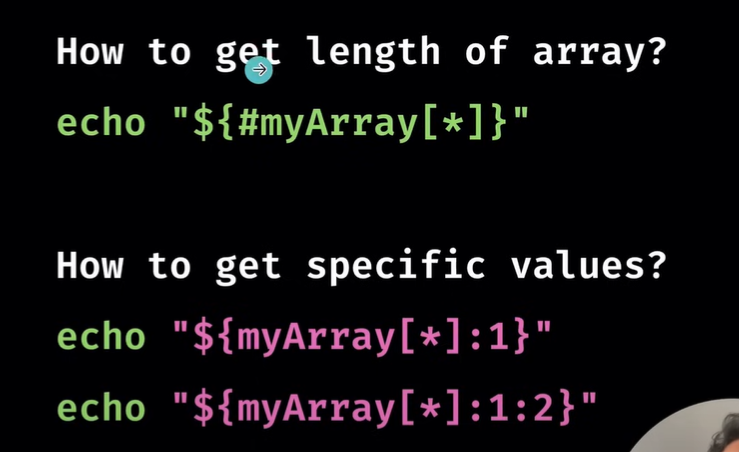 How to get length of array?
echo "${#myArray[*]}"
How to get specific values?
echo "${myArray[*]:1}"
echo "${myArray[*]:1:2}"